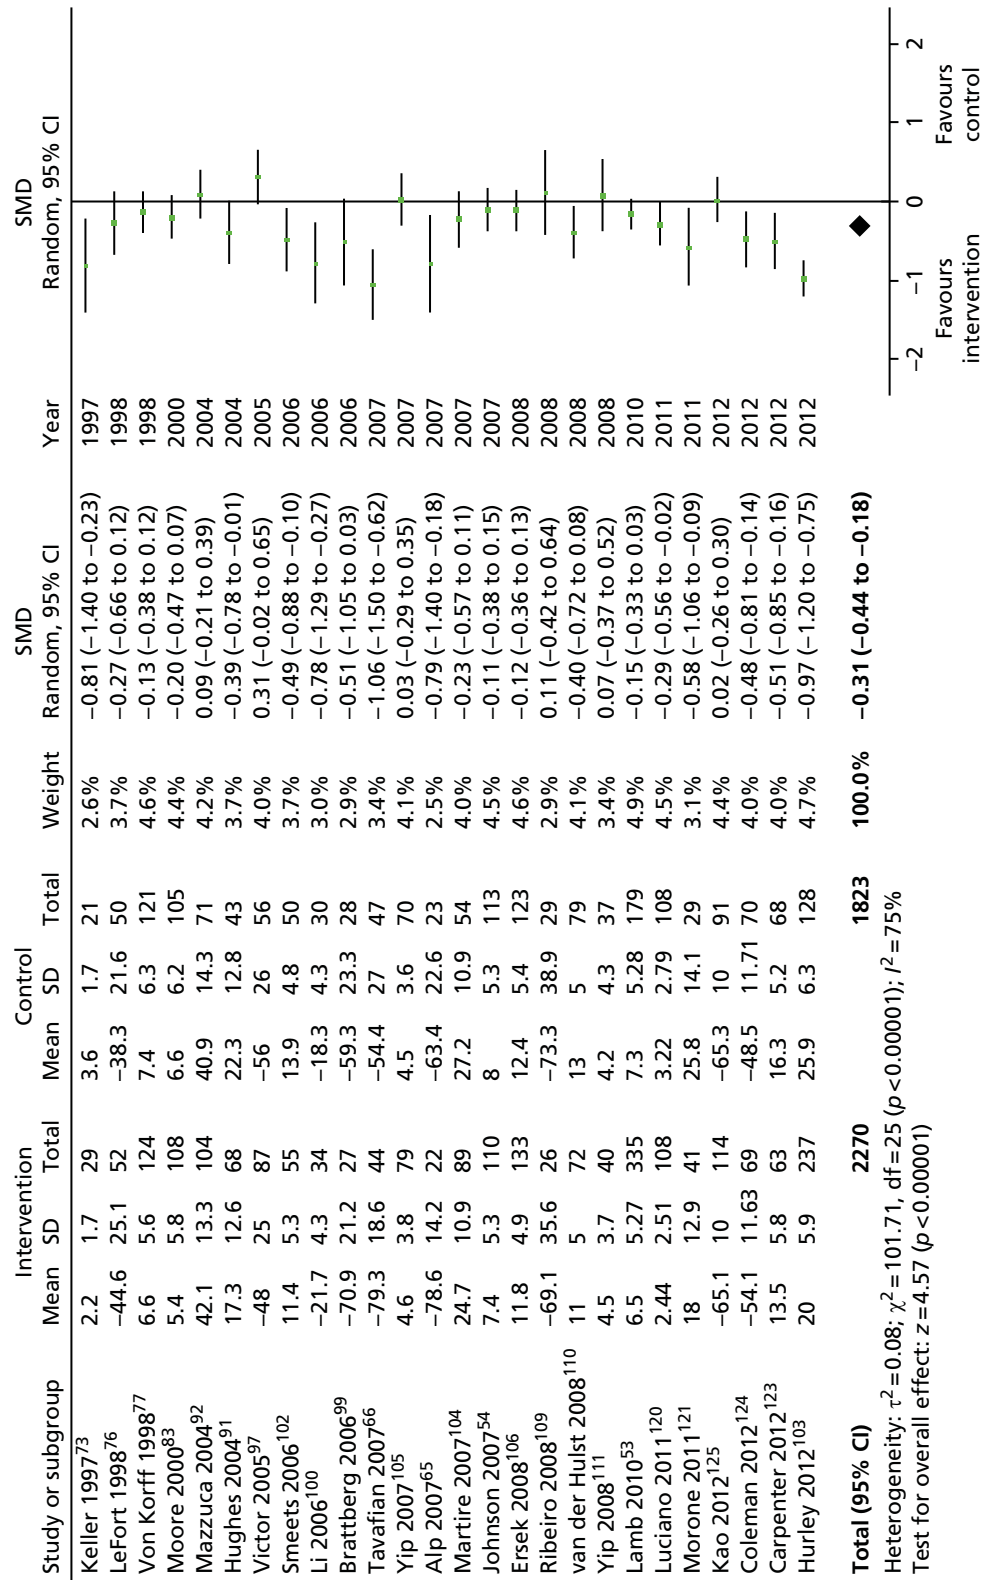 Intervention Control SMD SMD
Study or subgroup Mean SD Total Mean SD Total Weight Random, 95% CI Year Random, 95% CI
Keller 1997⁷³ 2.2 1.7 29 3.6 1.7 21 2.6% −0.81 (−1.40 to −0.23) 1997
LeFort 1998⁷⁶ −44.6 25.1 52 −38.3 21.6 50 3.7% −0.27 (−0.66 to 0.12) 1998
Von Korff 1998⁷⁷ 6.6 5.6 124 7.4 6.3 121 4.6% −0.13 (−0.38 to 0.12) 1998
Moore 2000⁸³ 5.4 5.8 108 6.6 6.2 105 4.4% −0.20 (−0.47 to 0.07) 2000
Mazzuca 2004⁹² 42.1 13.3 104 40.9 14.3 71 4.2% 0.09 (−0.21 to 0.39) 2004
Hughes 2004⁹¹ 17.3 12.6 68 22.3 12.8 43 3.7% −0.39 (−0.78 to −0.01) 2004
Victor 2005⁹⁷ −48 25 87 −56 26 56 4.0% 0.31 (−0.02 to 0.65) 2005
Smeets 2006¹⁰² 11.4 5.3 55 13.9 4.8 50 3.7% −0.49 (−0.88 to −0.10) 2006
Li 2006¹⁰⁰ −21.7 4.3 34 −18.3 4.3 30 3.0% −0.78 (−1.29 to −0.27) 2006
Brattberg 2006⁹⁹ −70.9 21.2 27 −59.3 23.3 28 2.9% −0.51 (−1.05 to 0.03) 2006
Tavafian 2007⁶⁶ −79.3 18.6 44 −54.4 27 47 3.4% −1.06 (−1.50 to −0.62) 2007
Yip 2007¹⁰⁵ 4.6 3.8 79 4.5 3.6 70 4.1% 0.03 (−0.29 to 0.35) 2007
Alp 2007⁶⁵ −78.6 14.2 22 −63.4 22.6 23 2.5% −0.79 (−1.40 to −0.18) 2007
Martire 2007¹⁰⁴ 24.7 10.9 89 27.2 10.9 54 4.0% −0.23 (−0.57 to 0.11) 2007
Johnson 2007⁵⁴ 7.4 5.3 110 8 5.3 113 4.5% −0.11 (−0.38 to 0.15) 2007
Ersek 2008¹⁰⁶ 11.8 4.9 133 12.4 5.4 123 4.6% −0.12 (−0.36 to 0.13) 2008
Ribeiro 2008¹⁰⁹ −69.1 35.6 26 −73.3 38.9 29 2.9% 0.11 (−0.42 to 0.64) 2008
van der Hulst 2008¹¹⁰ 11 5 72 13 5 79 4.1% −0.40 (−0.72 to 0.08) 2008
Yip 2008¹¹¹ 4.5 3.7 40 4.2 4.3 37 3.4% 0.07 (−0.37 to 0.52) 2008
Lamb 2010⁵³ 6.5 5.27 335 7.3 5.28 179 4.9% −0.15 (−0.33 to 0.03) 2010
Luciano 2011¹²⁰ 2.44 2.51 108 3.22 2.79 108 4.5% −0.29 (−0.56 to −0.02) 2011
Morone 2011¹²¹ 18 12.9 41 25.8 14.1 29 3.1% −0.58 (−1.06 to −0.09) 2011
Kao 2012¹²⁵ −65.1 10 114 −65.3 10 91 4.4% 0.02 (−0.26 to 0.30) 2012
Coleman 2012¹²⁴ −54.1 11.63 69 −48.5 11.71 70 4.0% −0.48 (−0.81 to −0.14) 2012
Carpenter 2012¹²³ 13.5 5.8 63 16.3 5.2 68 4.0% −0.51 (−0.85 to −0.16) 2012
Hurley 2012¹⁰³ 20 5.9 237 25.9 6.3 128 4.7% −0.97 (−1.20 to −0.75) 2012
Total (95% CI) 2270 1823 100.0% −0.31 (−0.44 to −0.18)
Heterogeneity: τ²=0.08; χ²=101.71, df=25 (p<0.00001); I²=75%
Test for overall effect: z=4.57 (p<0.00001)
−2 −1 0 1 2
Favours intervention
Favours control